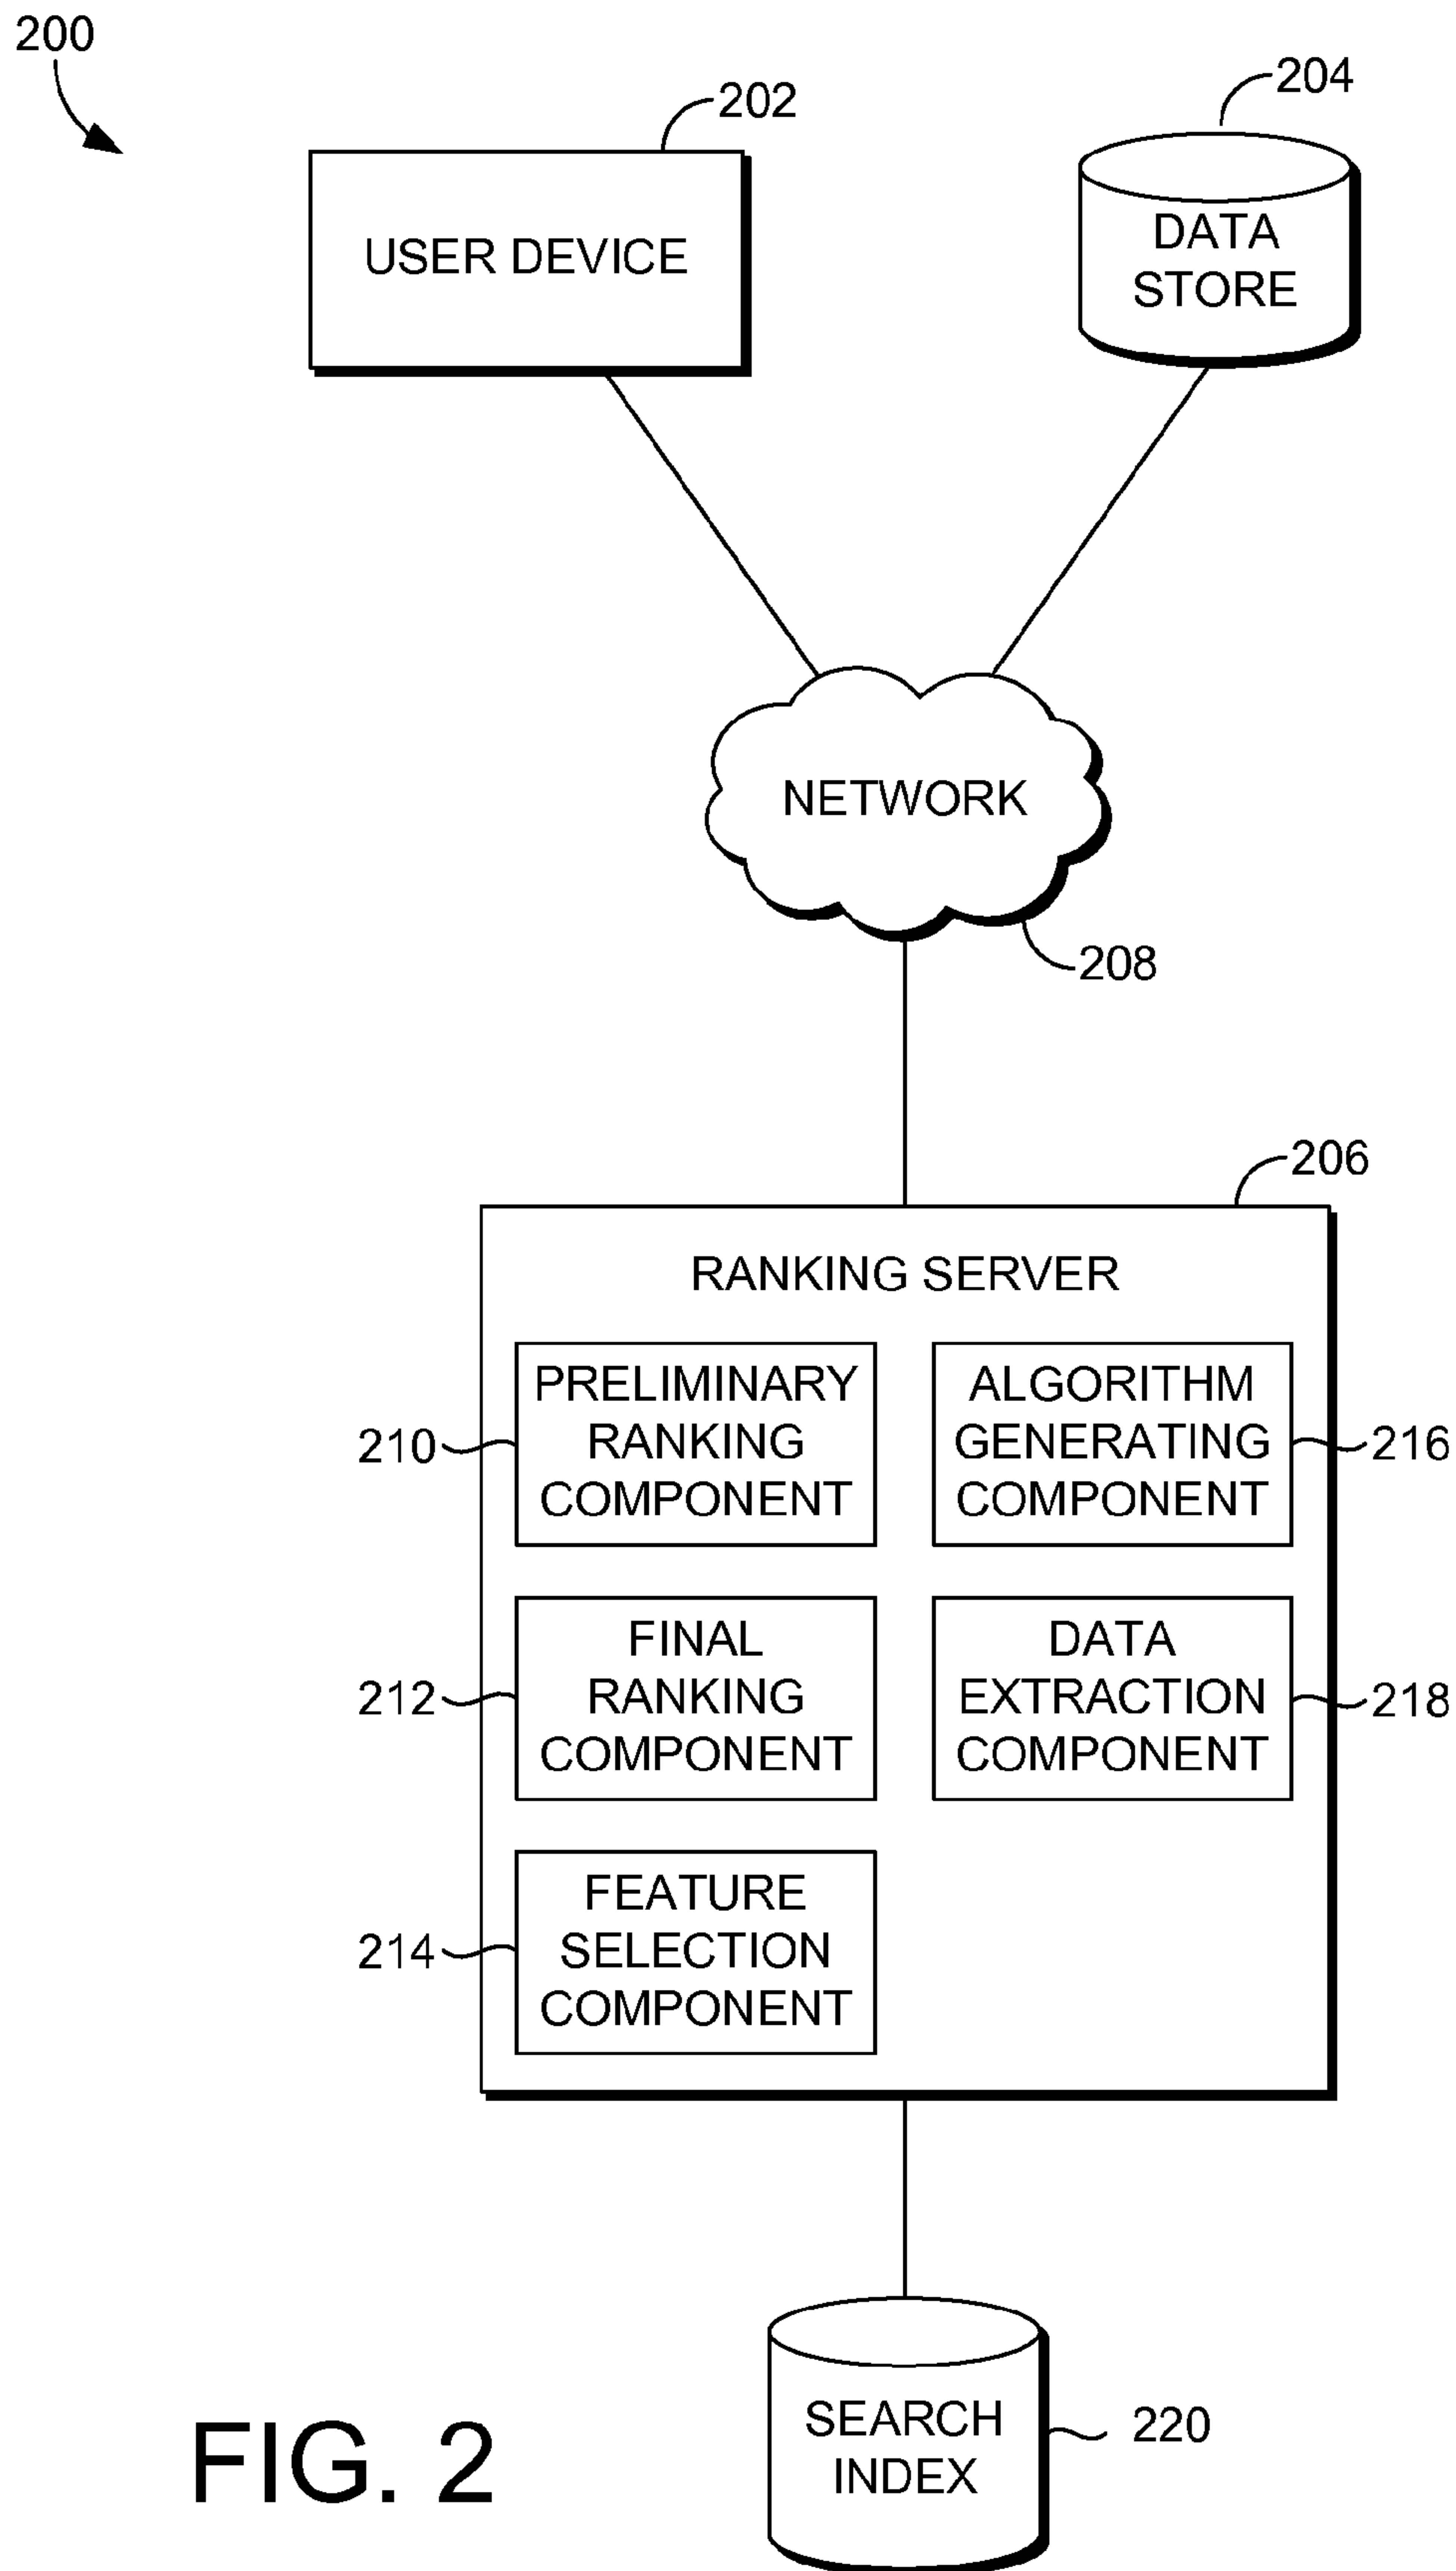 200
202
204
USER DEVICE
DATA
STORE
NETWORK
208
206
RANKING SERVER
PRELIMINARY
RANKING
COMPONENT
210
ALGORITHM
GENERATING
COMPONENT
216
FINAL
RANKING
COMPONENT
212
DATA
EXTRACTION
COMPONENT
218
FEATURE
SELECTION
COMPONENT
214
SEARCH
INDEX
220
FIG. 2